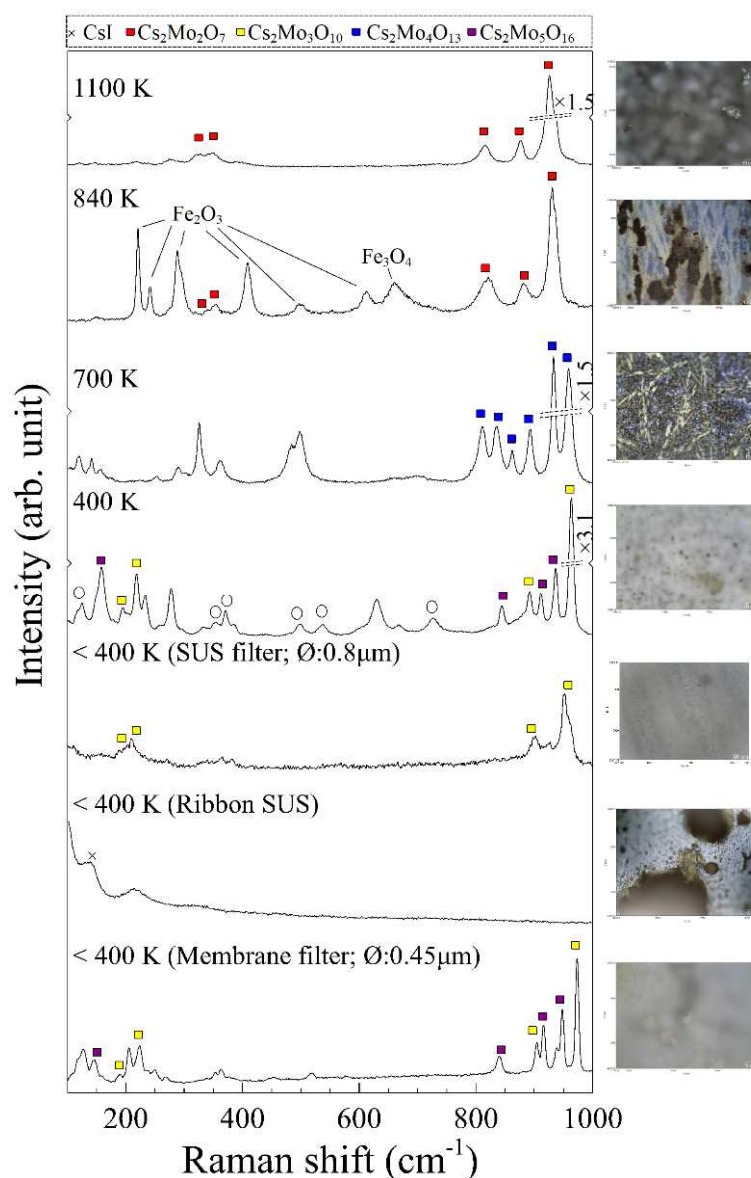 × CsI ■ Cs₂Mo₂O₇ ■ Cs₂Mo₃O₁₀ ■ Cs₂Mo₄O₁₃ ■ Cs₂Mo₅O₁₆
1100 K
×1.5
840 K
Fe₂O₃
Fe₃O₄
700 K
×1.5
400 K
×3.1
< 400 K (SUS filter; Ø:0.8μm)
< 400 K (Ribbon SUS)
×
< 400 K (Membrane filter; Ø:0.45μm)
Intensity (arb. unit)
200 400 600 800 1000
Raman shift (cm⁻¹)